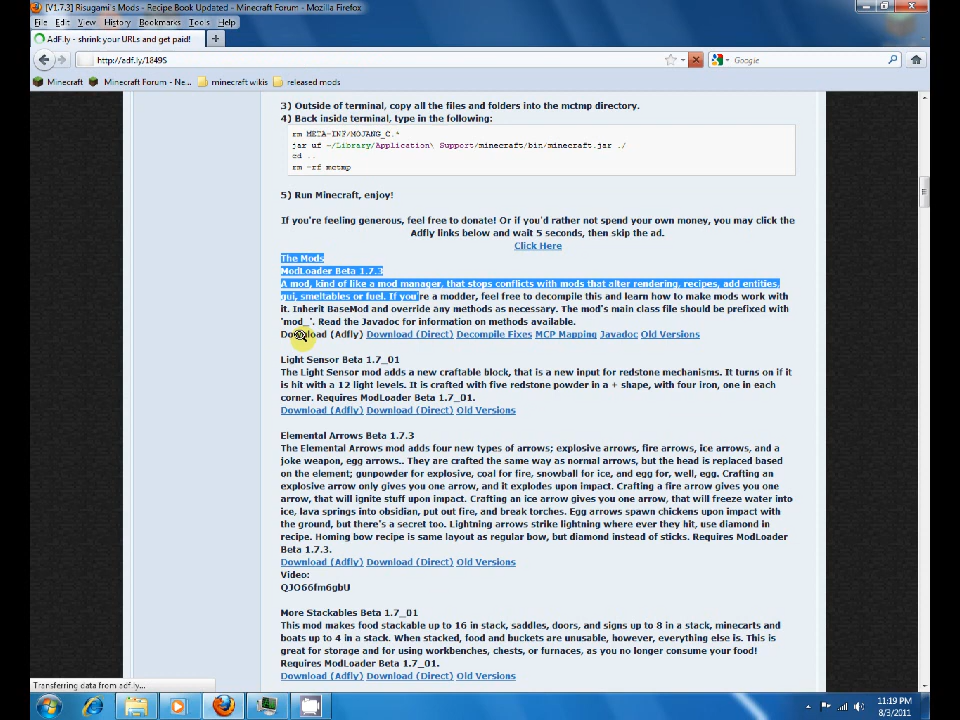 [V1.7.3] Risugami's Mods - Recipe Book Updated - Minecraft Forum - Mozilla Firefox
File Edit View History Bookmarks Tools Help
AdF.ly - shrink your URLs and get paid!
http://adf.ly/1849S
Google
Minecraft Minecraft Forum - Ne... minecraft wikis released mods
3) Outside of terminal, copy all the files and folders into the mctmp directory.
4) Back inside terminal, type in the following:
rm META-INF/MOJANG_C.*
jar uf ~/Library/Application\ Support/minecraft/bin/minecraft.jar ./
cd ..
rm -rf mctmp
5) Run Minecraft, enjoy!
If you're feeling generous, feel free to donate! Or if you'd rather not spend your own money, you may click the
Adfly links below and wait 5 seconds, then skip the ad.
Click Here
The Mods
ModLoader Beta 1.7.3
A mod, kind of like a mod manager, that stops conflicts with mods that alter rendering, recipes, add entities,
gui, smeltables or fuel. If you're a modder, feel free to decompile this and learn how to make mods work with
it. Inherit BaseMod and override any methods as necessary. The mod's main class file should be prefixed with
'mod_'. Read the Javadoc for information on methods available.
Download (Adfly) Download (Direct) Decompile Fixes MCP Mapping Javadoc Old Versions
Light Sensor Beta 1.7_01
The Light Sensor mod adds a new craftable block, that is a new input for redstone mechanisms. It turns on if it
is hit with a 12 light levels. It is crafted with five redstone powder in a + shape, with four iron, one in each
corner. Requires ModLoader Beta 1.7_01.
Download (Adfly) Download (Direct) Old Versions
Elemental Arrows Beta 1.7.3
The Elemental Arrows mod adds four new types of arrows; explosive arrows, fire arrows, ice arrows, and a
joke weapon, egg arrows.. They are crafted the same way as normal arrows, but the head is replaced based
on the element; gunpowder for explosive, coal for fire, snowball for ice, and egg for, well, egg. Crafting an
explosive arrow only gives you one arrow, and it explodes upon impact. Crafting a fire arrow gives you one
arrow, that will ignite stuff upon impact. Crafting an ice arrow gives you one arrow, that will freeze water into
ice, lava springs into obsidian, put out fire, and break torches. Egg arrows spawn chickens upon impact with
the ground, but there's a secret too. Lightning arrows strike lightning where ever they hit, use diamond in
recipe. Homing bow recipe is same layout as regular bow, but diamond instead of sticks. Requires ModLoader
Beta 1.7.3.
Download (Adfly) Download (Direct) Old Versions
Video:
QJO66fm6gbU
More Stackables Beta 1.7_01
This mod makes food stackable up to 16 in stack, saddles, doors, and signs up to 8 in a stack, minecarts and
boats up to 4 in a stack. When stacked, food and buckets are unusable, however, everything else is. This is
great for storage and for using workbenches, chests, or furnaces, as you no longer consume your food!
Requires ModLoader Beta 1.7_01.
Download (Adfly) Download (Direct) Old Versions
Transferring data from adf.ly...
11:19 PM
8/3/2011